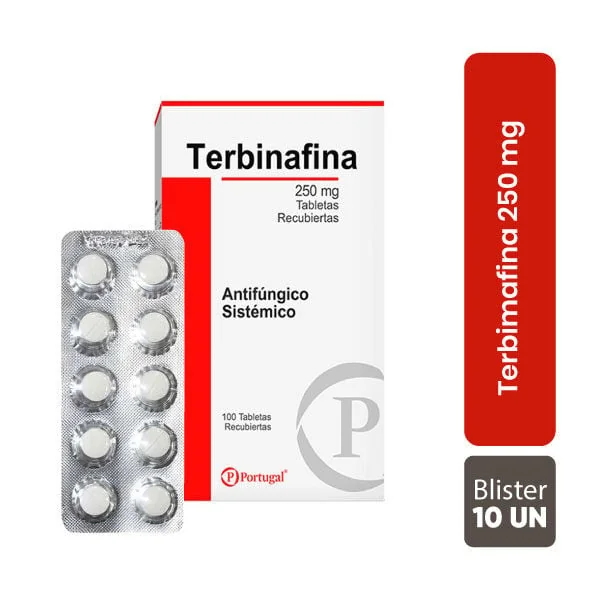 Terbinafina
250 mg
Tabletas
Recubiertas
Antifúngico
Sistémico
100 Tabletas
Recubiertas
P Portugal®
P
Terbimafina 250 mg
Blister
10 UN